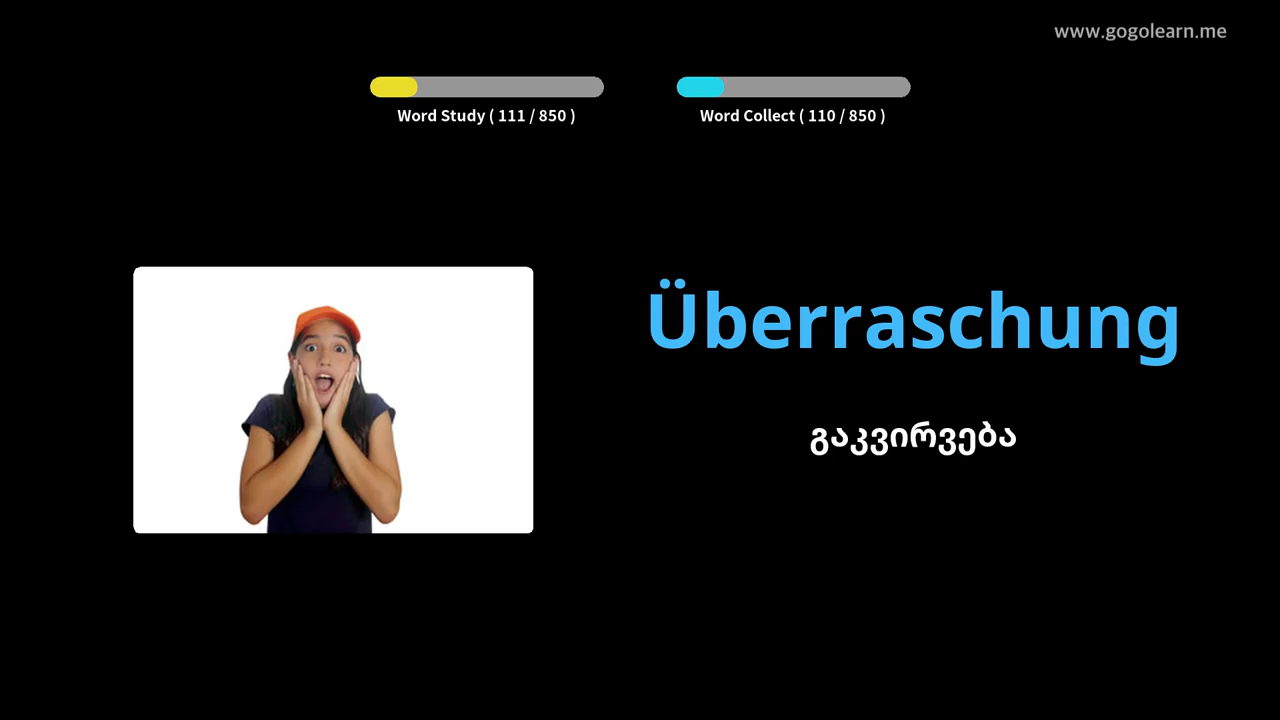 www.gogolearn.me
Word Study ( 111 / 850 )
Word Collect ( 110 / 850 )
Überraschung
გაკვირვება